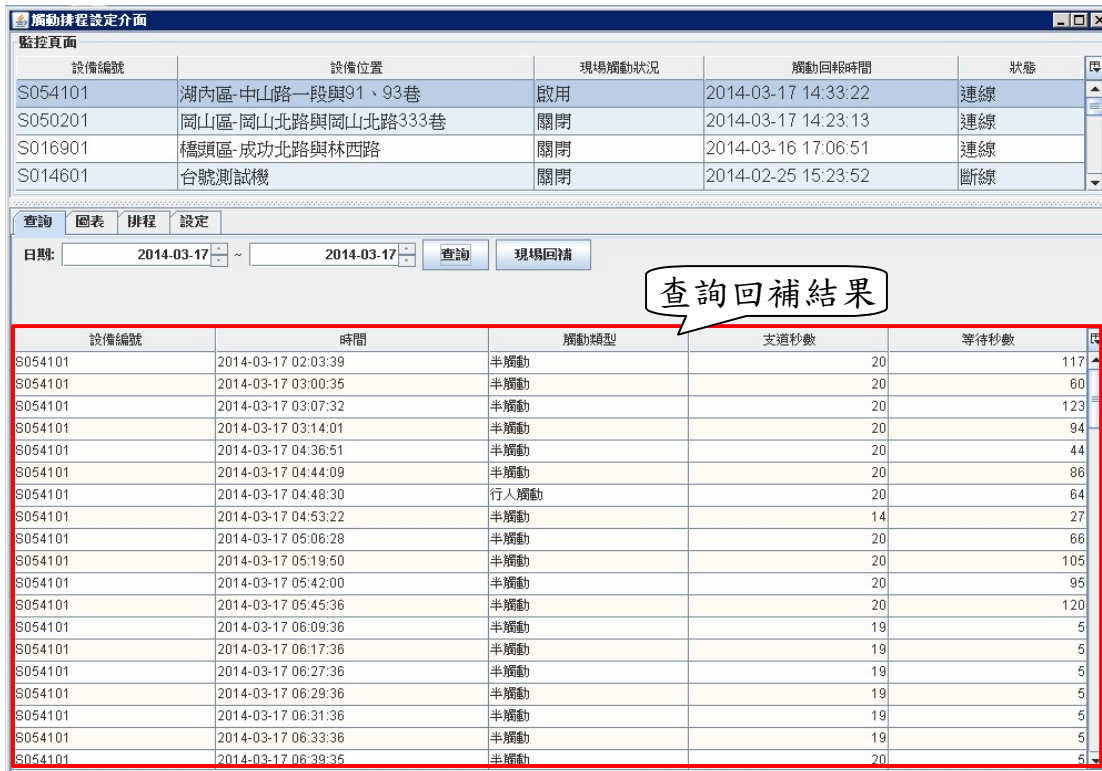 觸動排程設定介面
監控頁面
設備編號 設備位置 現場觸動狀況 觸動回報時間 狀態
S054101 湖內區-中山路一段與91、93巷 啟用 2014-03-17 14:33:22 連線
S050201 岡山區-岡山北路與岡山北路333巷 關閉 2014-03-17 14:23:13 連線
S016901 橋頭區-成功北路與林西路 關閉 2014-03-16 17:06:51 連線
S014601 台號測試機 關閉 2014-02-25 15:23:52 斷線
查詢 圖表 排程 設定
日期: 2014-03-17 ~ 2014-03-17 查詢 現場回補
查詢回補結果
設備編號 時間 觸動類型 支道秒數 等待秒數
S054101 2014-03-17 02:03:39 半觸動 20 117
S054101 2014-03-17 03:00:35 半觸動 20 60
S054101 2014-03-17 03:07:32 半觸動 20 123
S054101 2014-03-17 03:14:01 半觸動 20 94
S054101 2014-03-17 04:36:51 半觸動 20 44
S054101 2014-03-17 04:44:09 半觸動 20 86
S054101 2014-03-17 04:48:30 行人觸動 20 64
S054101 2014-03-17 04:53:22 半觸動 14 27
S054101 2014-03-17 05:06:28 半觸動 20 66
S054101 2014-03-17 05:19:50 半觸動 20 105
S054101 2014-03-17 05:42:00 半觸動 20 95
S054101 2014-03-17 05:45:36 半觸動 20 120
S054101 2014-03-17 06:09:36 半觸動 19 5
S054101 2014-03-17 06:17:36 半觸動 19 5
S054101 2014-03-17 06:27:36 半觸動 19 5
S054101 2014-03-17 06:29:36 半觸動 19 5
S054101 2014-03-17 06:31:36 半觸動 19 5
S054101 2014-03-17 06:33:36 半觸動 19 5
S054101 2014-03-17 06:39:35 半觸動 20 5